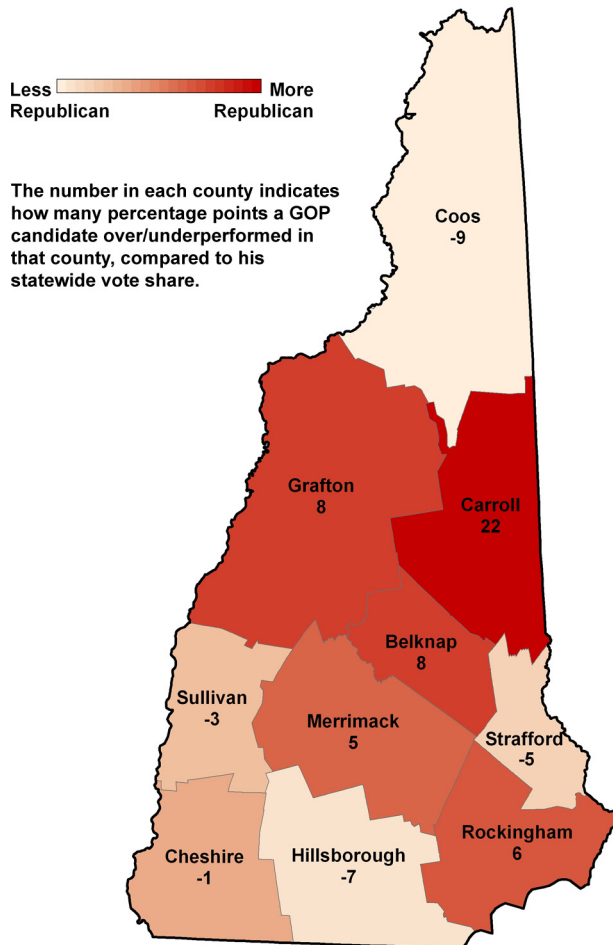 Less More
Republican Republican
The number in each county indicates
how many percentage points a GOP
candidate over/underperformed in
that county, compared to his
statewide vote share.
Coos
-9
Grafton
8
Carroll
22
Belknap
8
Sullivan
-3
Merrimack
5
Strafford
-5
Cheshire
-1
Hillsborough
-7
Rockingham
6